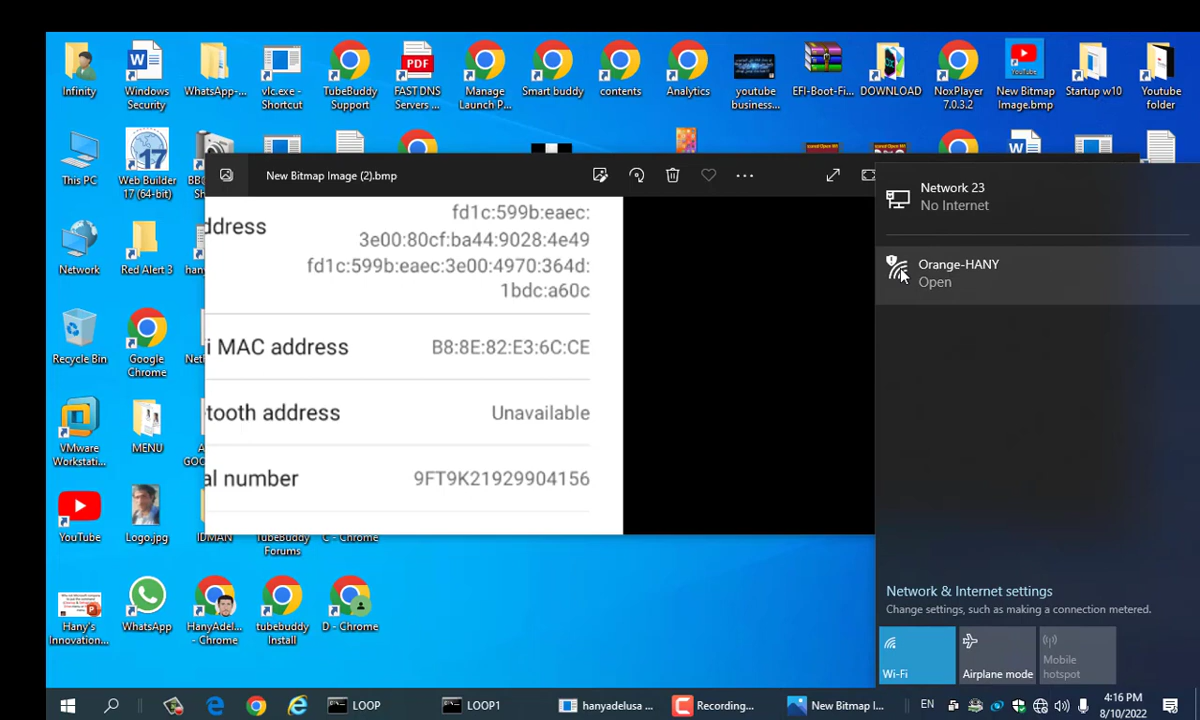 Infinity
Windows
Security
WhatsApp-...
vlc.exe -
Shortcut
TubeBuddy
Support
PDF
FAST DNS
Servers ...
Manage
Launch P...
Smart buddy
contents
Analytics
youtube
business...
EFI-Boot-Fi...
DOWNLOAD
NoxPlayer
7.0.3.2
YouTube
New Bitmap
Image.bmp
Startup w10
Youtube
folder
This PC
17
Web Builder
17 (64-bit)
Network
Red Alert 3
Recycle Bin
Google
Chrome
VMware
Workstati...
MENU
YouTube
Logo.jpg
IDMAN
TubeBuddy
Forums
C - Chrome
Hany's
Innovation...
WhatsApp
HanyAdel...
- Chrome
tubebuddy
Install
D - Chrome
New Bitmap Image (2).bmp
ddress
fd1c:599b:eaec:
3e00:80cf:ba44:9028:4e49
fd1c:599b:eaec:3e00:4970:364d:
1bdc:a60c
i MAC address
B8:8E:82:E3:6C:CE
tooth address
Unavailable
al number
9FT9K21929904156
Network 23
No Internet
Orange-HANY
Open
Network & Internet settings
Change settings, such as making a connection metered.
Wi-Fi
Airplane mode
Mobile
hotspot
LOOP
LOOP1
hanyadelusa ...
Recording...
New Bitmap I...
EN
4:16 PM
8/10/2022